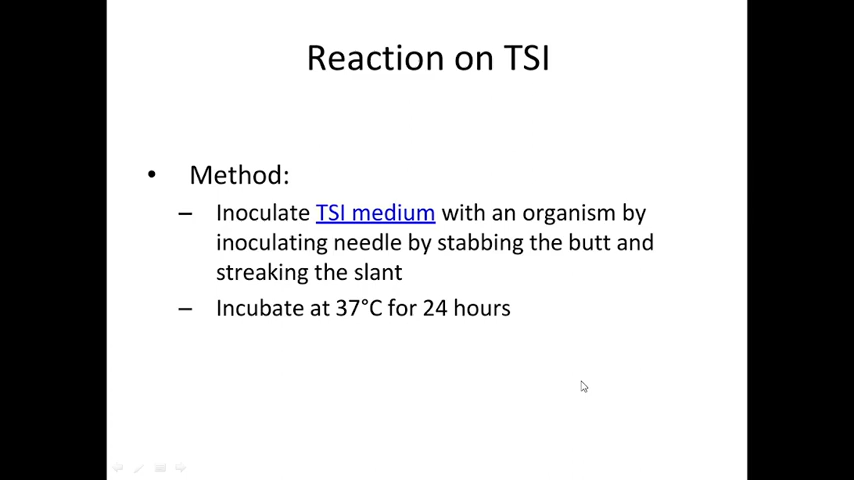 Reaction on TSI
• Method:
– Inoculate TSI medium with an organism by
inoculating needle by stabbing the butt and
streaking the slant
– Incubate at 37°C for 24 hours